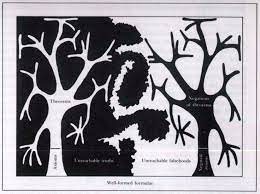 Theorems
Negations
of theorems
Axioms
Unreachable truths
Unreachable falsehoods
Well-formed formulas